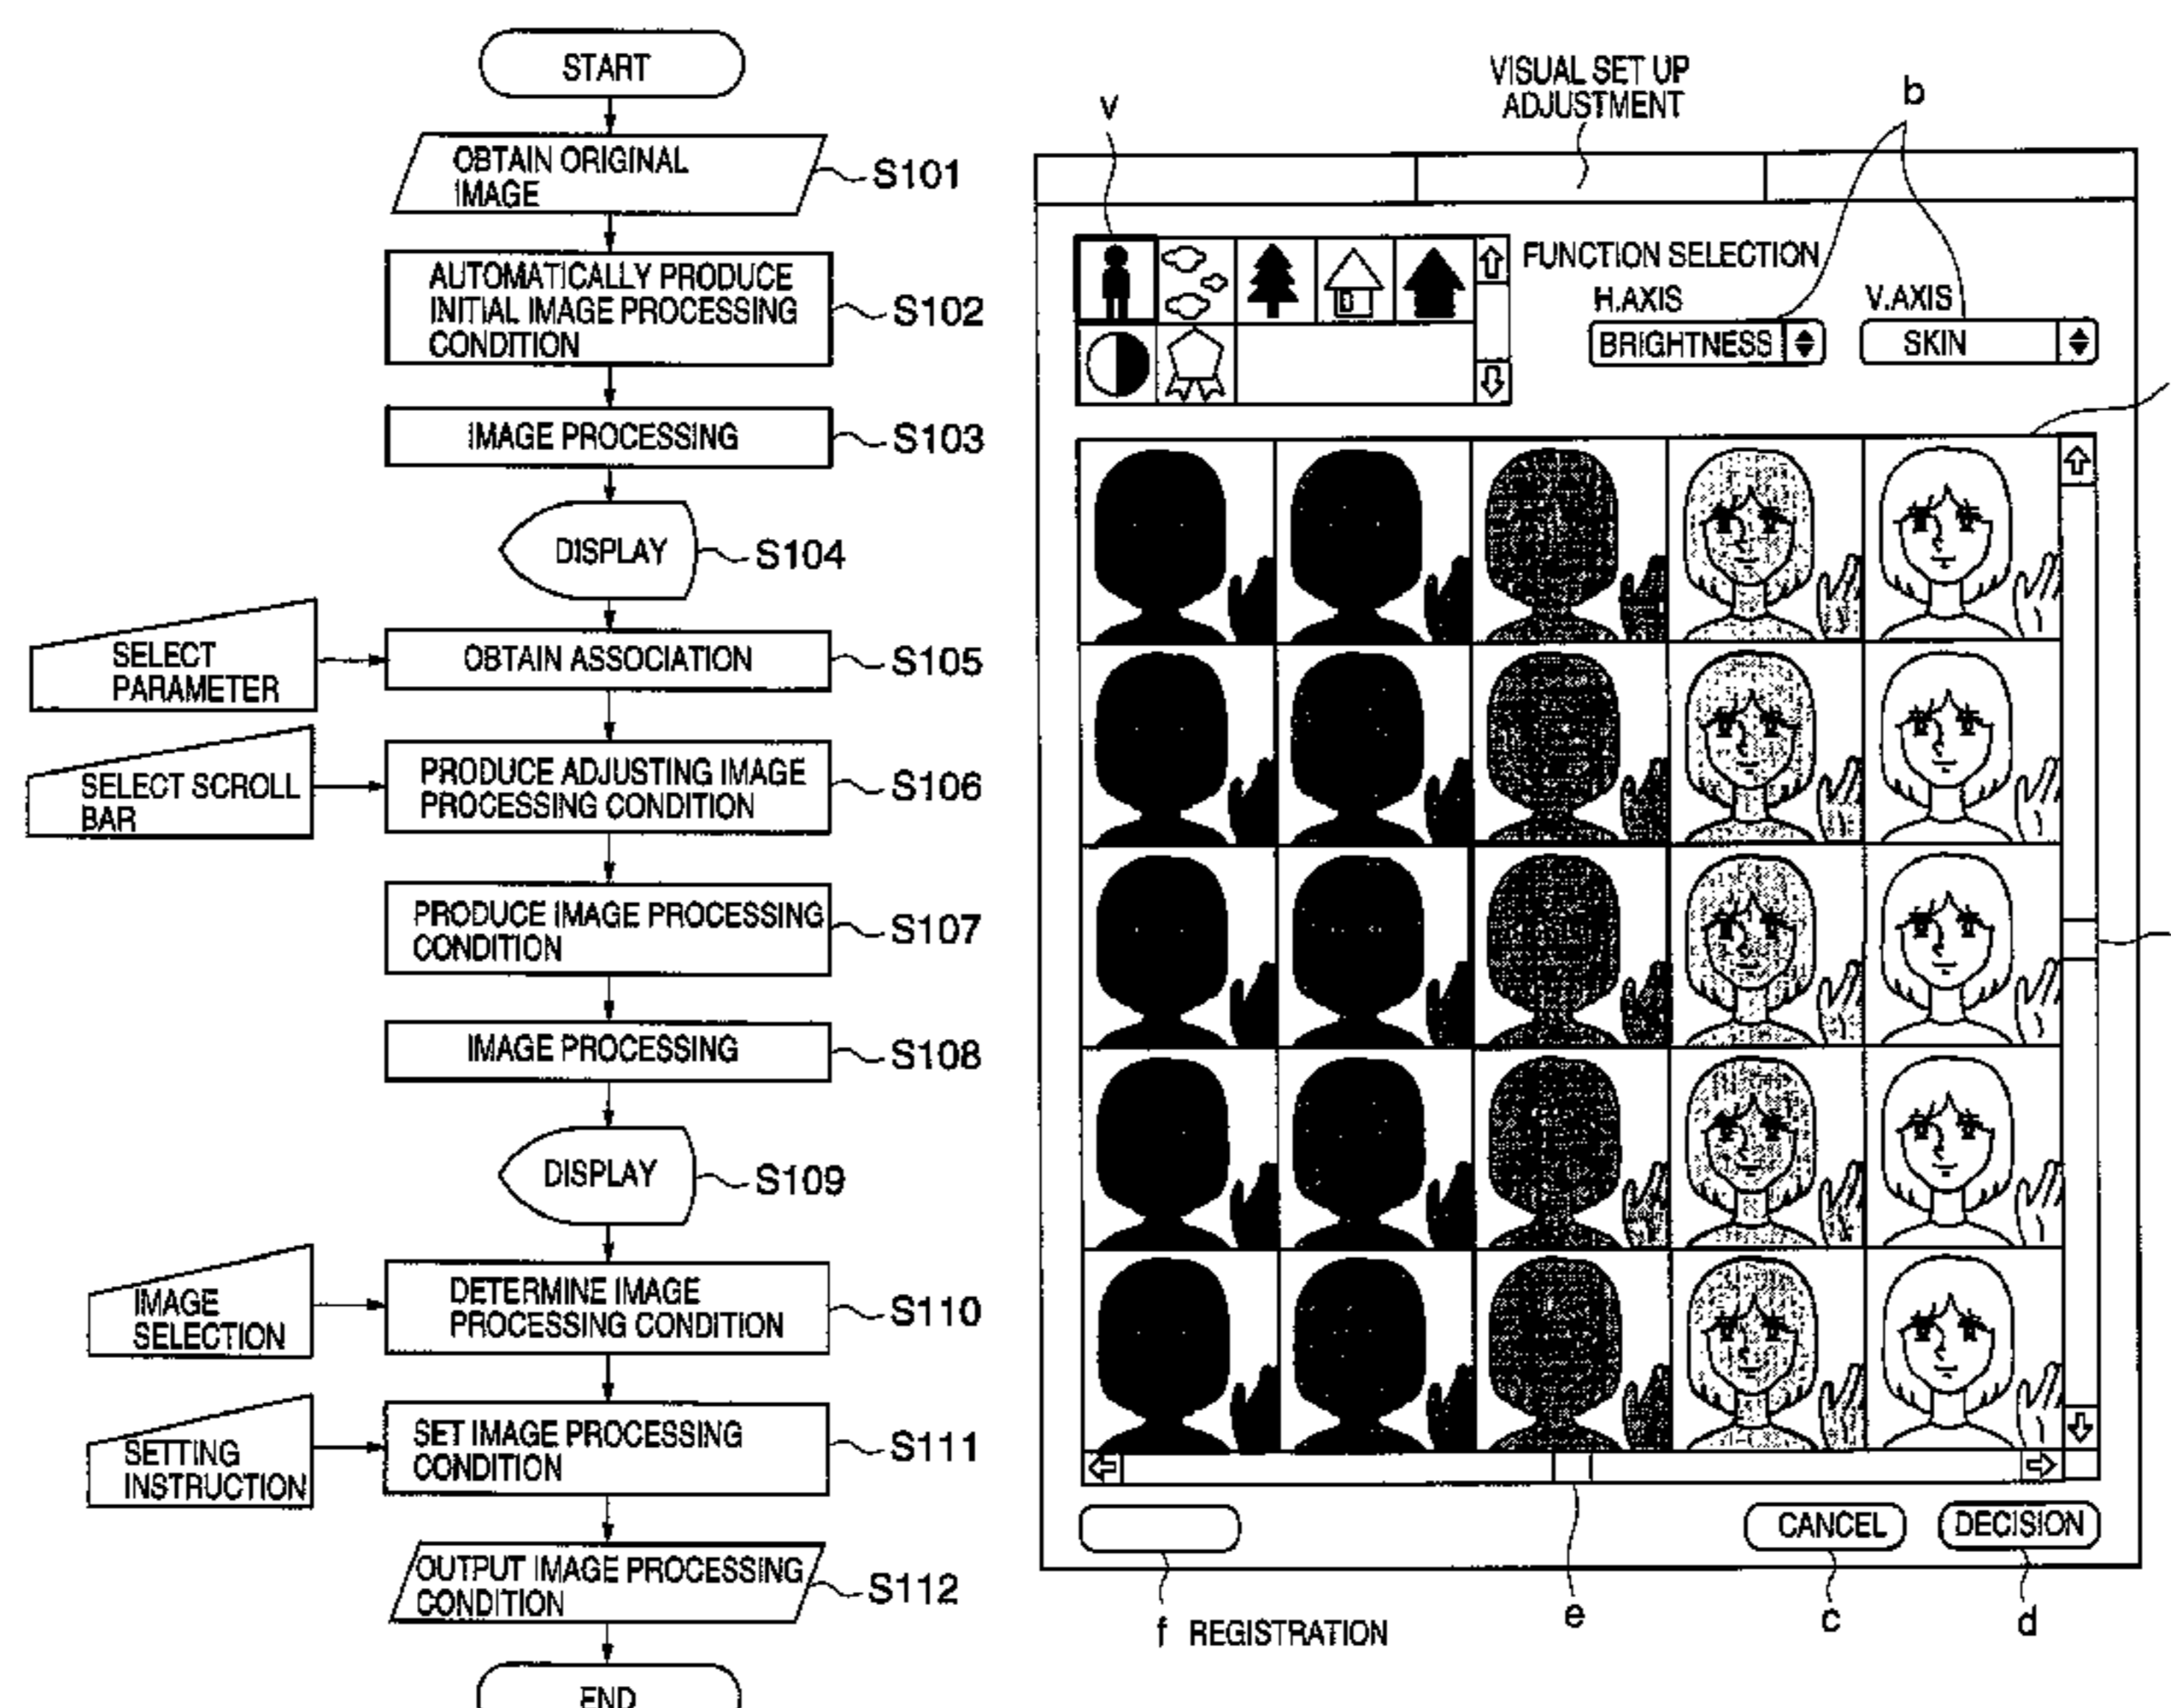 START
OBTAIN ORIGINAL
IMAGE
S101
AUTOMATICALLY PRODUCE
INITIAL IMAGE PROCESSING
CONDITION
S102
IMAGE PROCESSING
S103
DISPLAY
S104
SELECT
PARAMETER
OBTAIN ASSOCIATION
S105
SELECT SCROLL
BAR
PRODUCE ADJUSTING IMAGE
PROCESSING CONDITION
S106
PRODUCE IMAGE PROCESSING
CONDITION
S107
IMAGE PROCESSING
S108
DISPLAY
S109
IMAGE
SELECTION
DETERMINE IMAGE
PROCESSING CONDITION
S110
SETTING
INSTRUCTION
SET IMAGE PROCESSING
CONDITION
S111
OUTPUT IMAGE PROCESSING
CONDITION
S112
END
VISUAL SET UP
ADJUSTMENT
v
b
FUNCTION SELECTION
H.AXIS
V.AXIS
BRIGHTNESS
SKIN
CANCEL
DECISION
f REGISTRATION
e
c
d